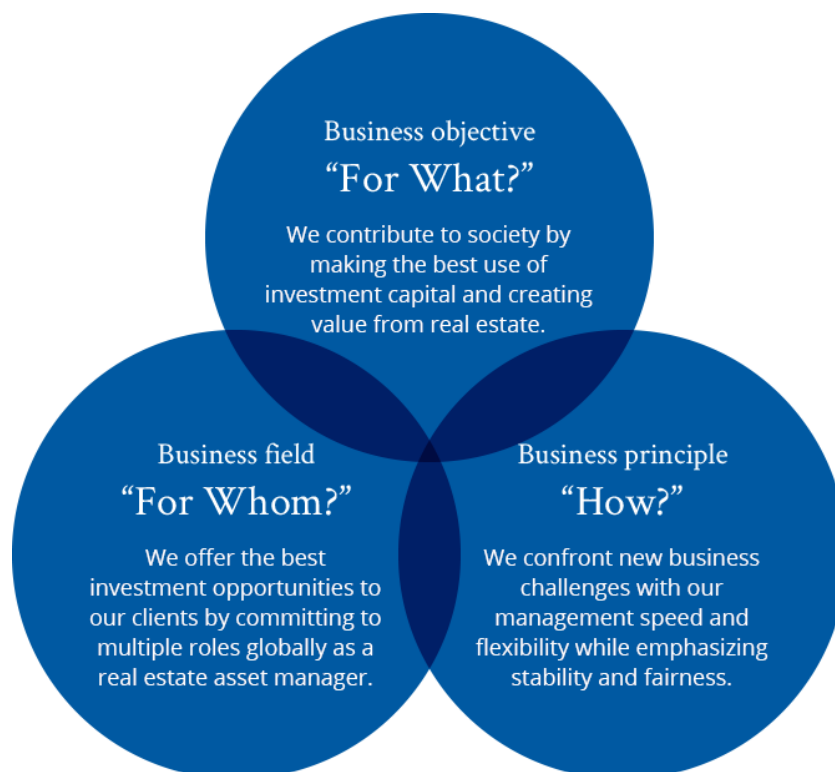 Business objective
“For What?”
We contribute to society by
making the best use of
investment capital and creating
value from real estate.
Business field
“For Whom?”
We offer the best
investment opportunities to
our clients by committing to
multiple roles globally as a
real estate asset manager.
Business principle
“How?”
We confront new business
challenges with our
management speed and
flexibility while emphasizing
stability and fairness.